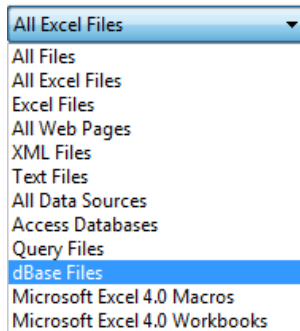 All Excel Files
All Files
All Excel Files
Excel Files
All Web Pages
XML Files
Text Files
All Data Sources
Access Databases
Query Files
dBase Files
Microsoft Excel 4.0 Macros
Microsoft Excel 4.0 Workbooks